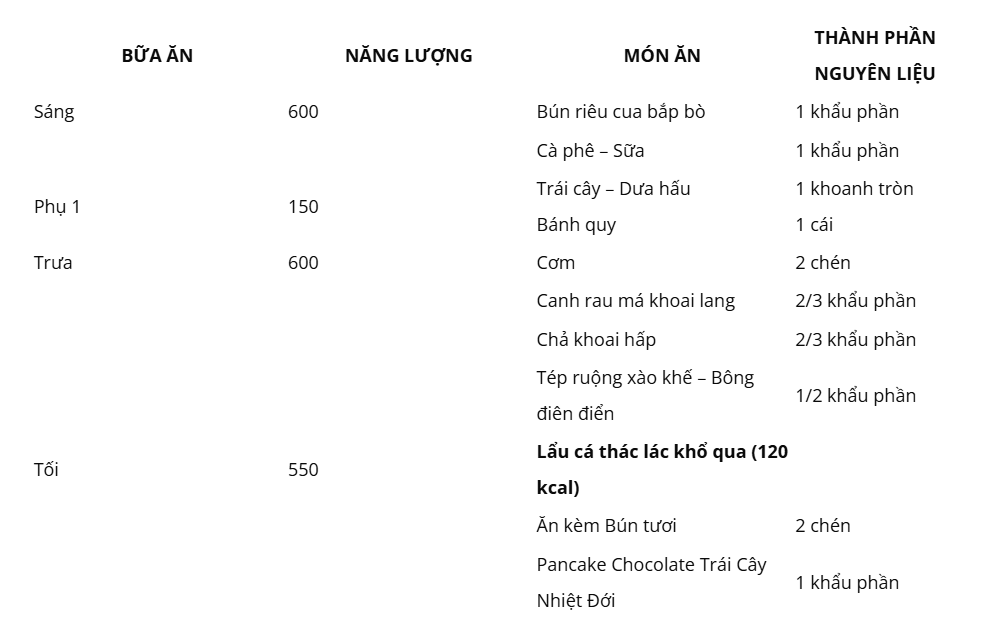 BỮA ĂN NĂNG LƯỢNG MÓN ĂN THÀNH PHẦN
NGUYÊN LIỆU
Sáng 600 Bún riêu cua bắp bò 1 khẩu phần
Cà phê – Sữa 1 khẩu phần
Phụ 1 150 Trái cây – Dưa hấu 1 khoanh tròn
Bánh quy 1 cái
Trưa 600 Cơm 2 chén
Canh rau má khoai lang 2/3 khẩu phần
Chả khoai hấp 2/3 khẩu phần
Tép ruộng xào khế – Bông
điên điển 1/2 khẩu phần
Tối 550 Lẩu cá thác lác khổ qua (120
kcal)
Ăn kèm Bún tươi 2 chén
Pancake Chocolate Trái Cây
Nhiệt Đới 1 khẩu phần